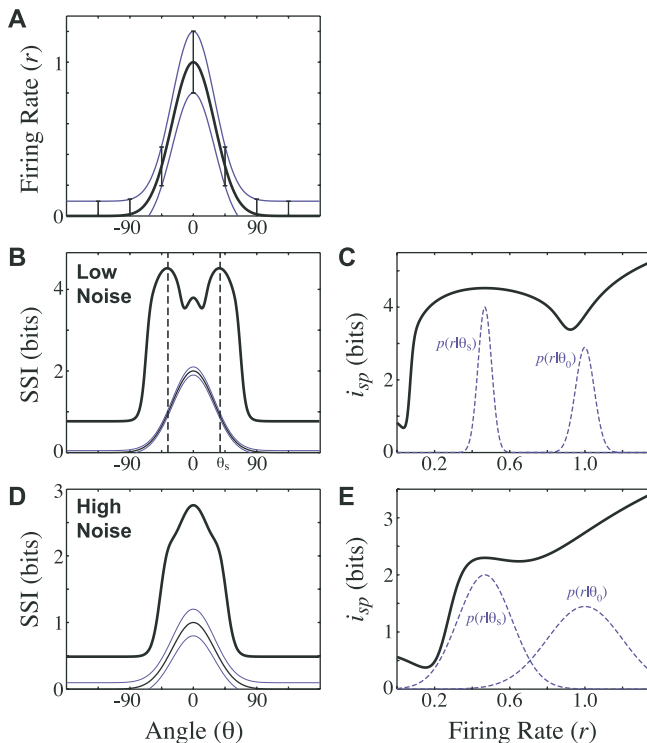 A
Firing Rate (r)
1
0
-90 0 90
B
Low
Noise
SSI (bits)
4
2
0
-90 0 θs 90
C
isp (bits)
6
4
2
0
p(r|θs)
p(r|θ0)
0.2 0.6 1.0
D
High
Noise
SSI (bits)
3
2
1
0
-90 0 90
Angle (θ)
E
isp (bits)
3
2
1
0
p(r|θs)
p(r|θ0)
0.2 0.6 1.0
Firing Rate (r)